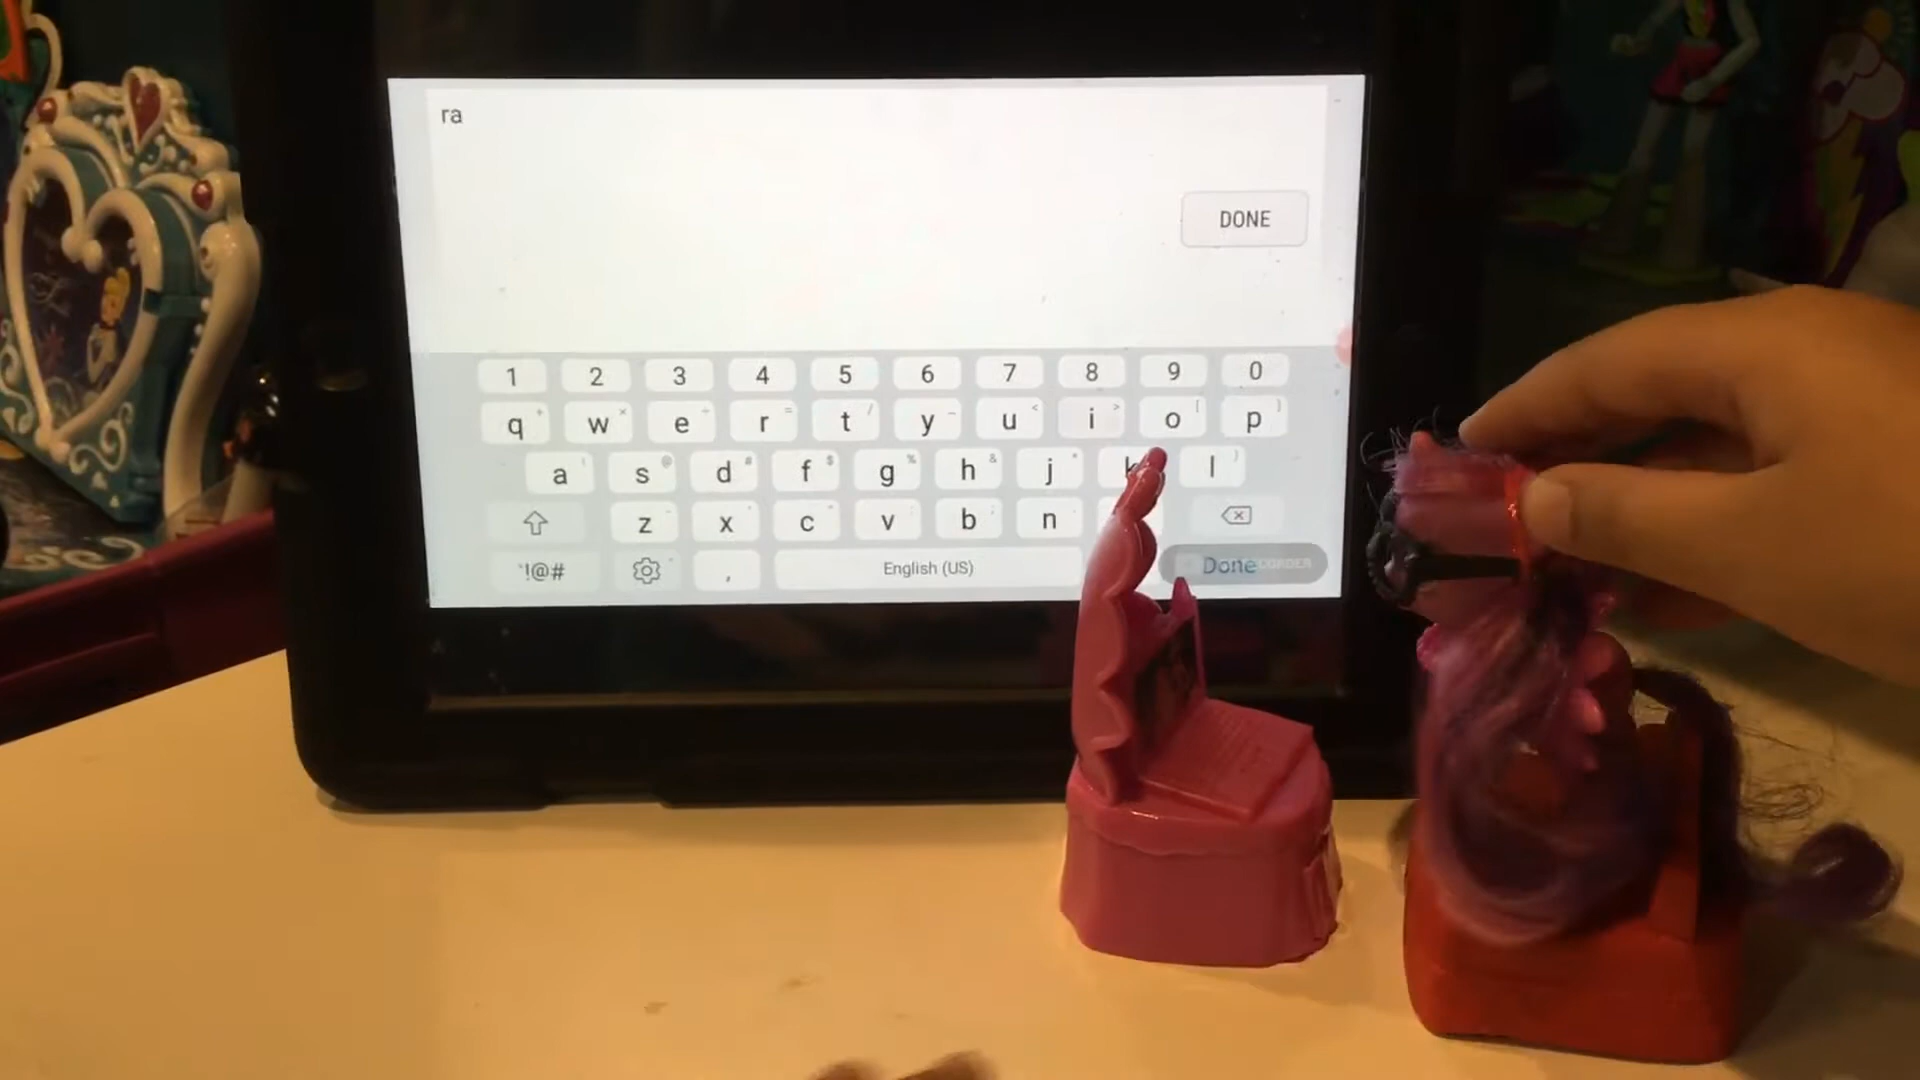 ra
DONE
1 2 3 4 5 6 7 8 9 0
q w e r t y u i o p
a s d f g h j k l
z x c v b n
!@# , English (US) Done